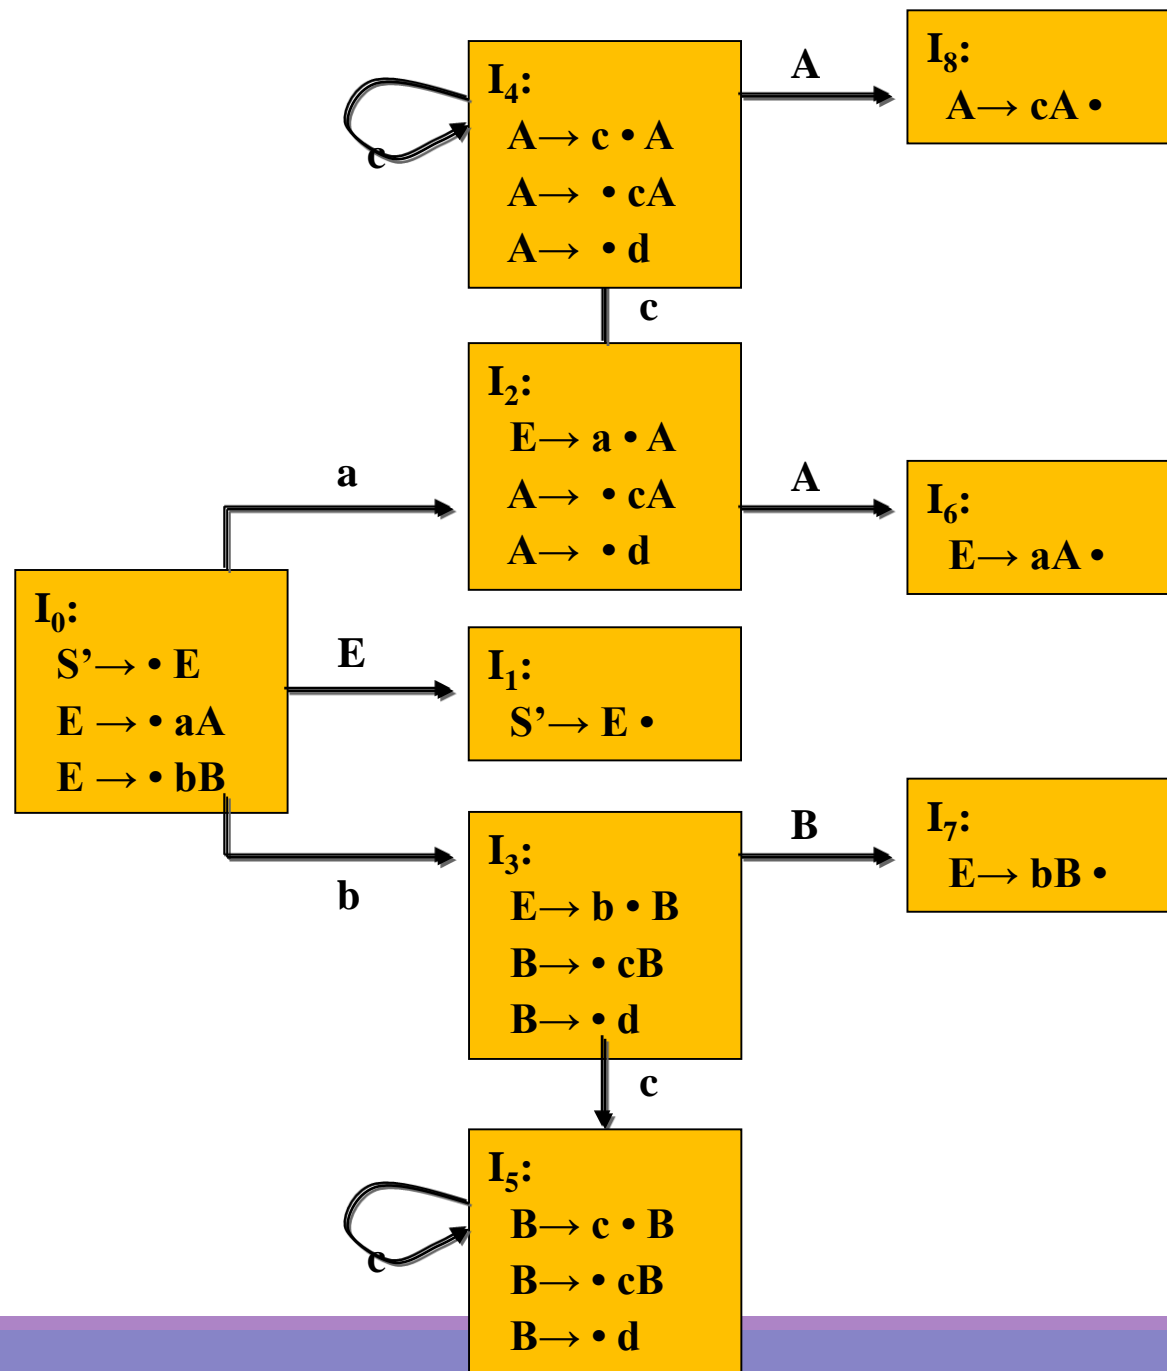 I₄:
A→ c • A
A→ • cA
A→ • d
A
I₈:
A→ cA •
c
c
I₂:
E→ a • A
A→ • cA
A→ • d
a
A
I₆:
E→ aA •
I₀:
S’→ • E
E → • aA
E → • bB
E
I₁:
S’→ E •
b
I₃:
E→ b • B
B→ • cB
B→ • d
B
I₇:
E→ bB •
c
I₅:
B→ c • B
B→ • cB
B→ • d
c